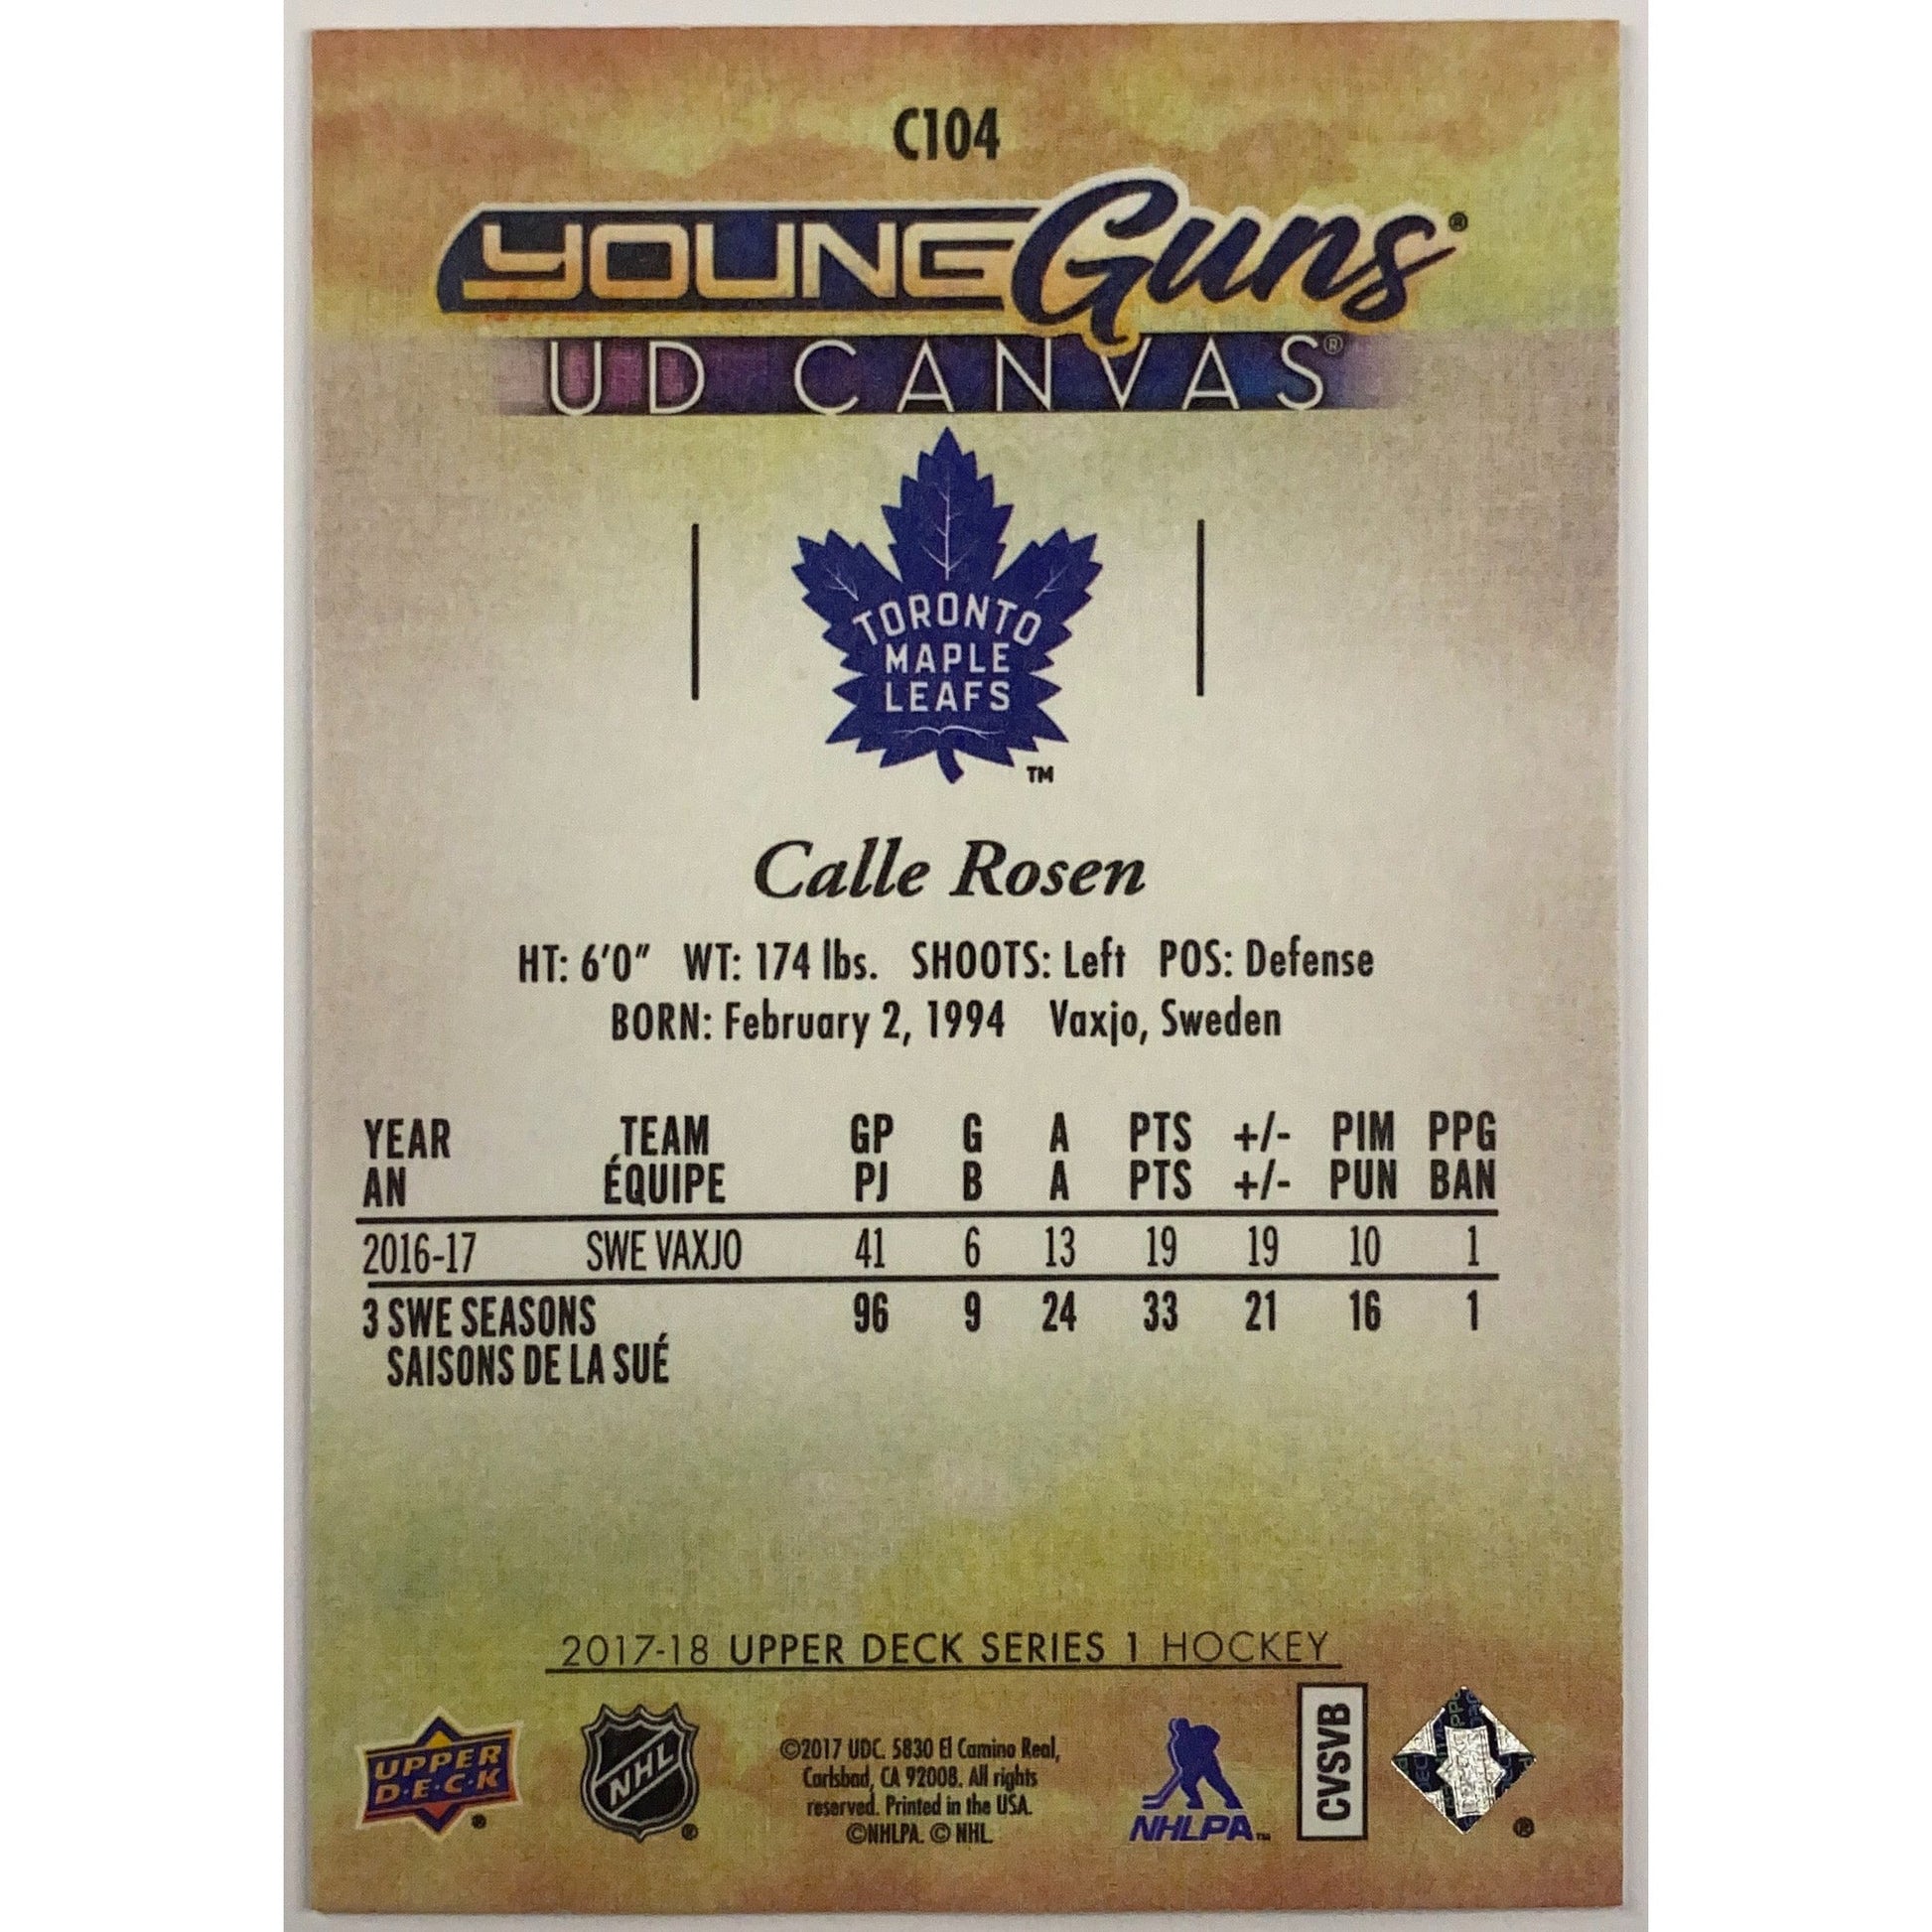 C104
YOUNG Guns®
UD CANVAS®
TORONTO
MAPLE
LEAFS
TM
Calle Rosen
HT: 6'0" WT: 174 lbs. SHOOTS: Left POS: Defense
BORN: February 2, 1994 Vaxjo, Sweden
YEAR TEAM GP G A PTS +/- PIM PPG
AN ÉQUIPE PJ B A PTS +/- PUN BAN
2016-17 SWE VAXJO 41 6 13 19 19 10 1
3 SWE SEASONS 96 9 24 33 21 16 1
SAISONS DE LA SUÉ
2017-18 UPPER DECK SERIES 1 HOCKEY
UPPER
D·E·C·K
®
NHL
®
©2017 UDC. 5830 El Camino Real,
Carlsbad, CA 92008. All rights
reserved. Printed in the USA.
©NHLPA. © NHL.
NHLPA™
CVSVB
®